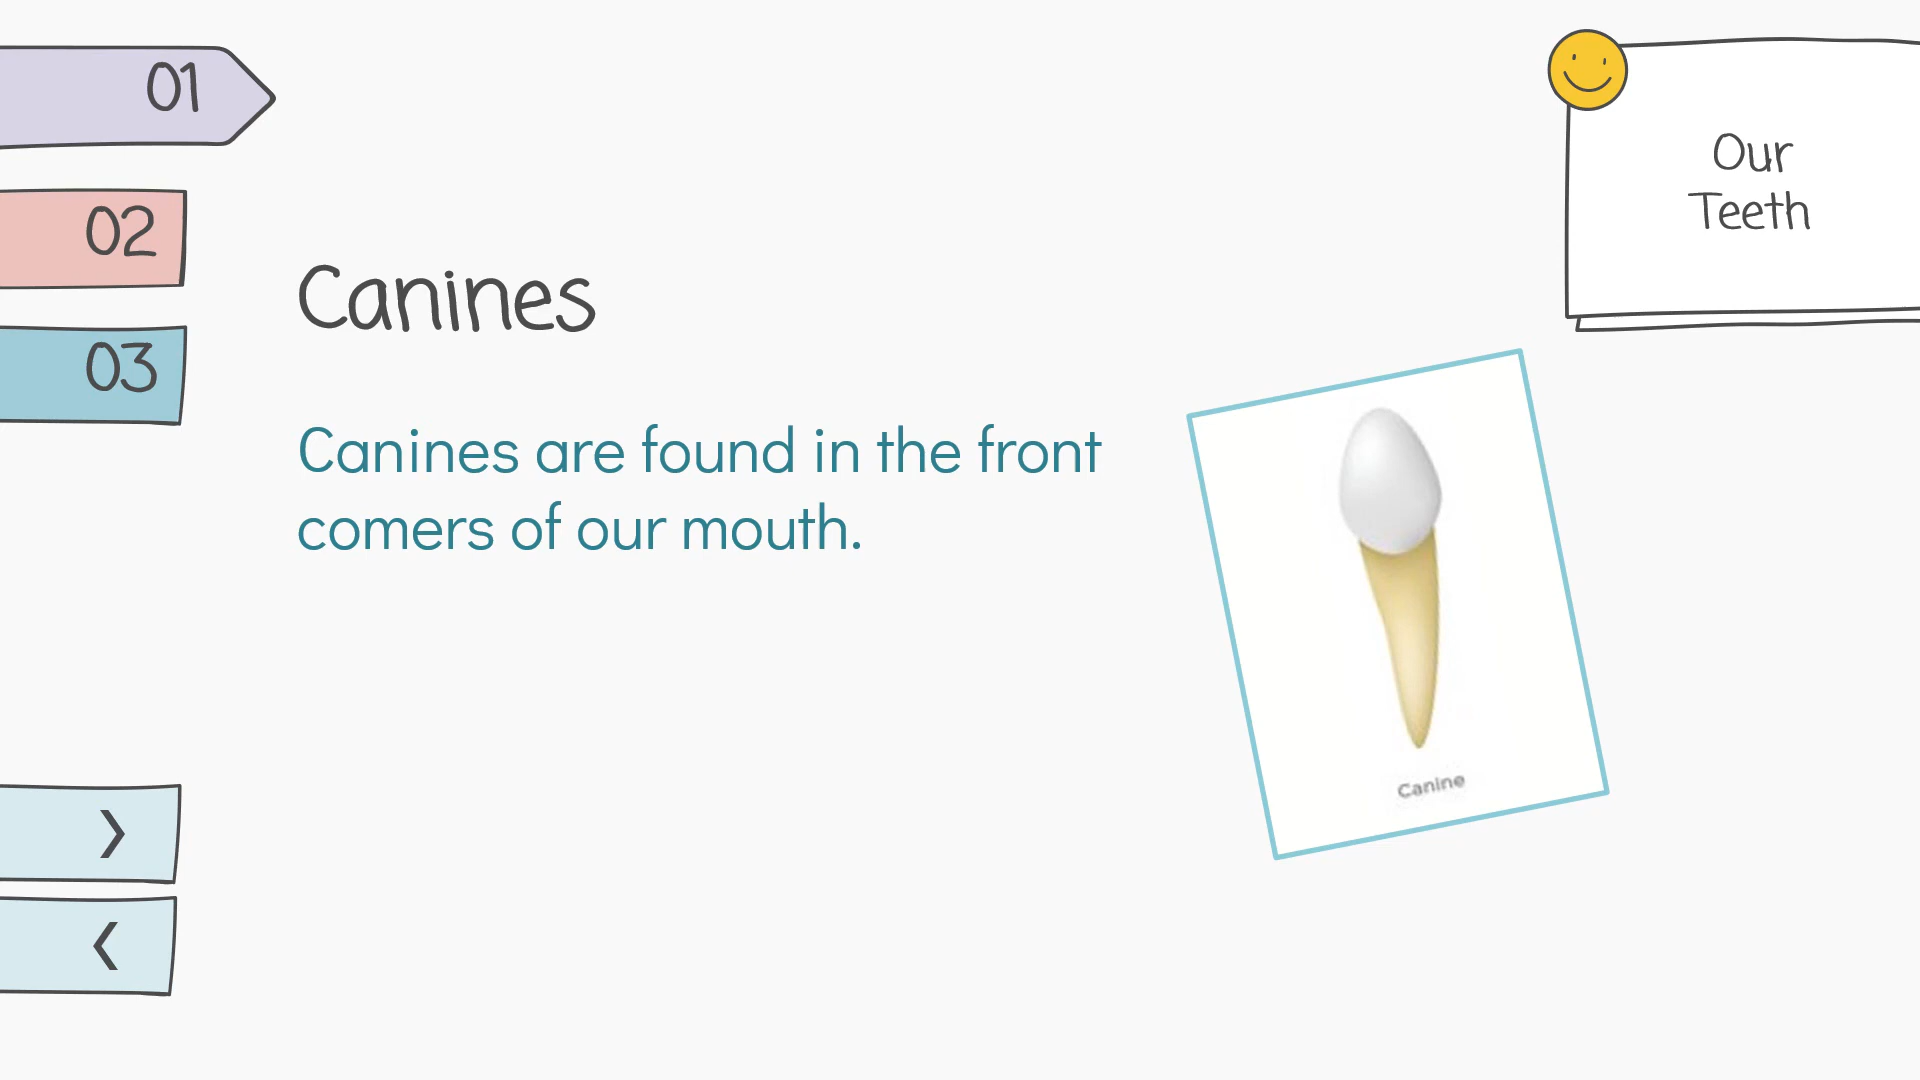 01
02
03
Our
Teeth
Canines
Canines are found in the front
comers of our mouth.
Canine